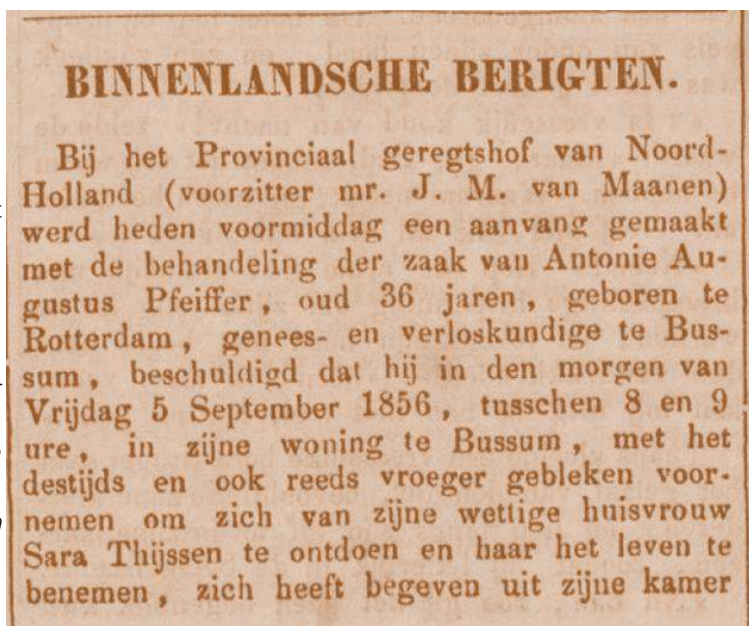 BINNENLANDSCHE BERIGTEN.
Bij het Provinciaal geregtshof van Noord-
Holland (voorzitter mr. J. M. van Maanen)
werd heden voormiddag een aanvang gemaakt
met de behandeling der zaak van Antonie Au-
gustus Pfeiffer, oud 36 jaren, geboren te
Rotterdam, genees- en verloskundige te Bus-
sum, beschuldigd dat hij in den morgen van
Vrijdag 5 September 1856, tusschen 8 en 9
ure, in zijne woning te Bussum, met het
destijds en ook reeds vroeger gebleken voor-
nemen om zich van zijne wettige huisvrouw
Sara Thijssen te ontdoen en haar het leven te
benemen, zich heeft begeven uit zijne kamer